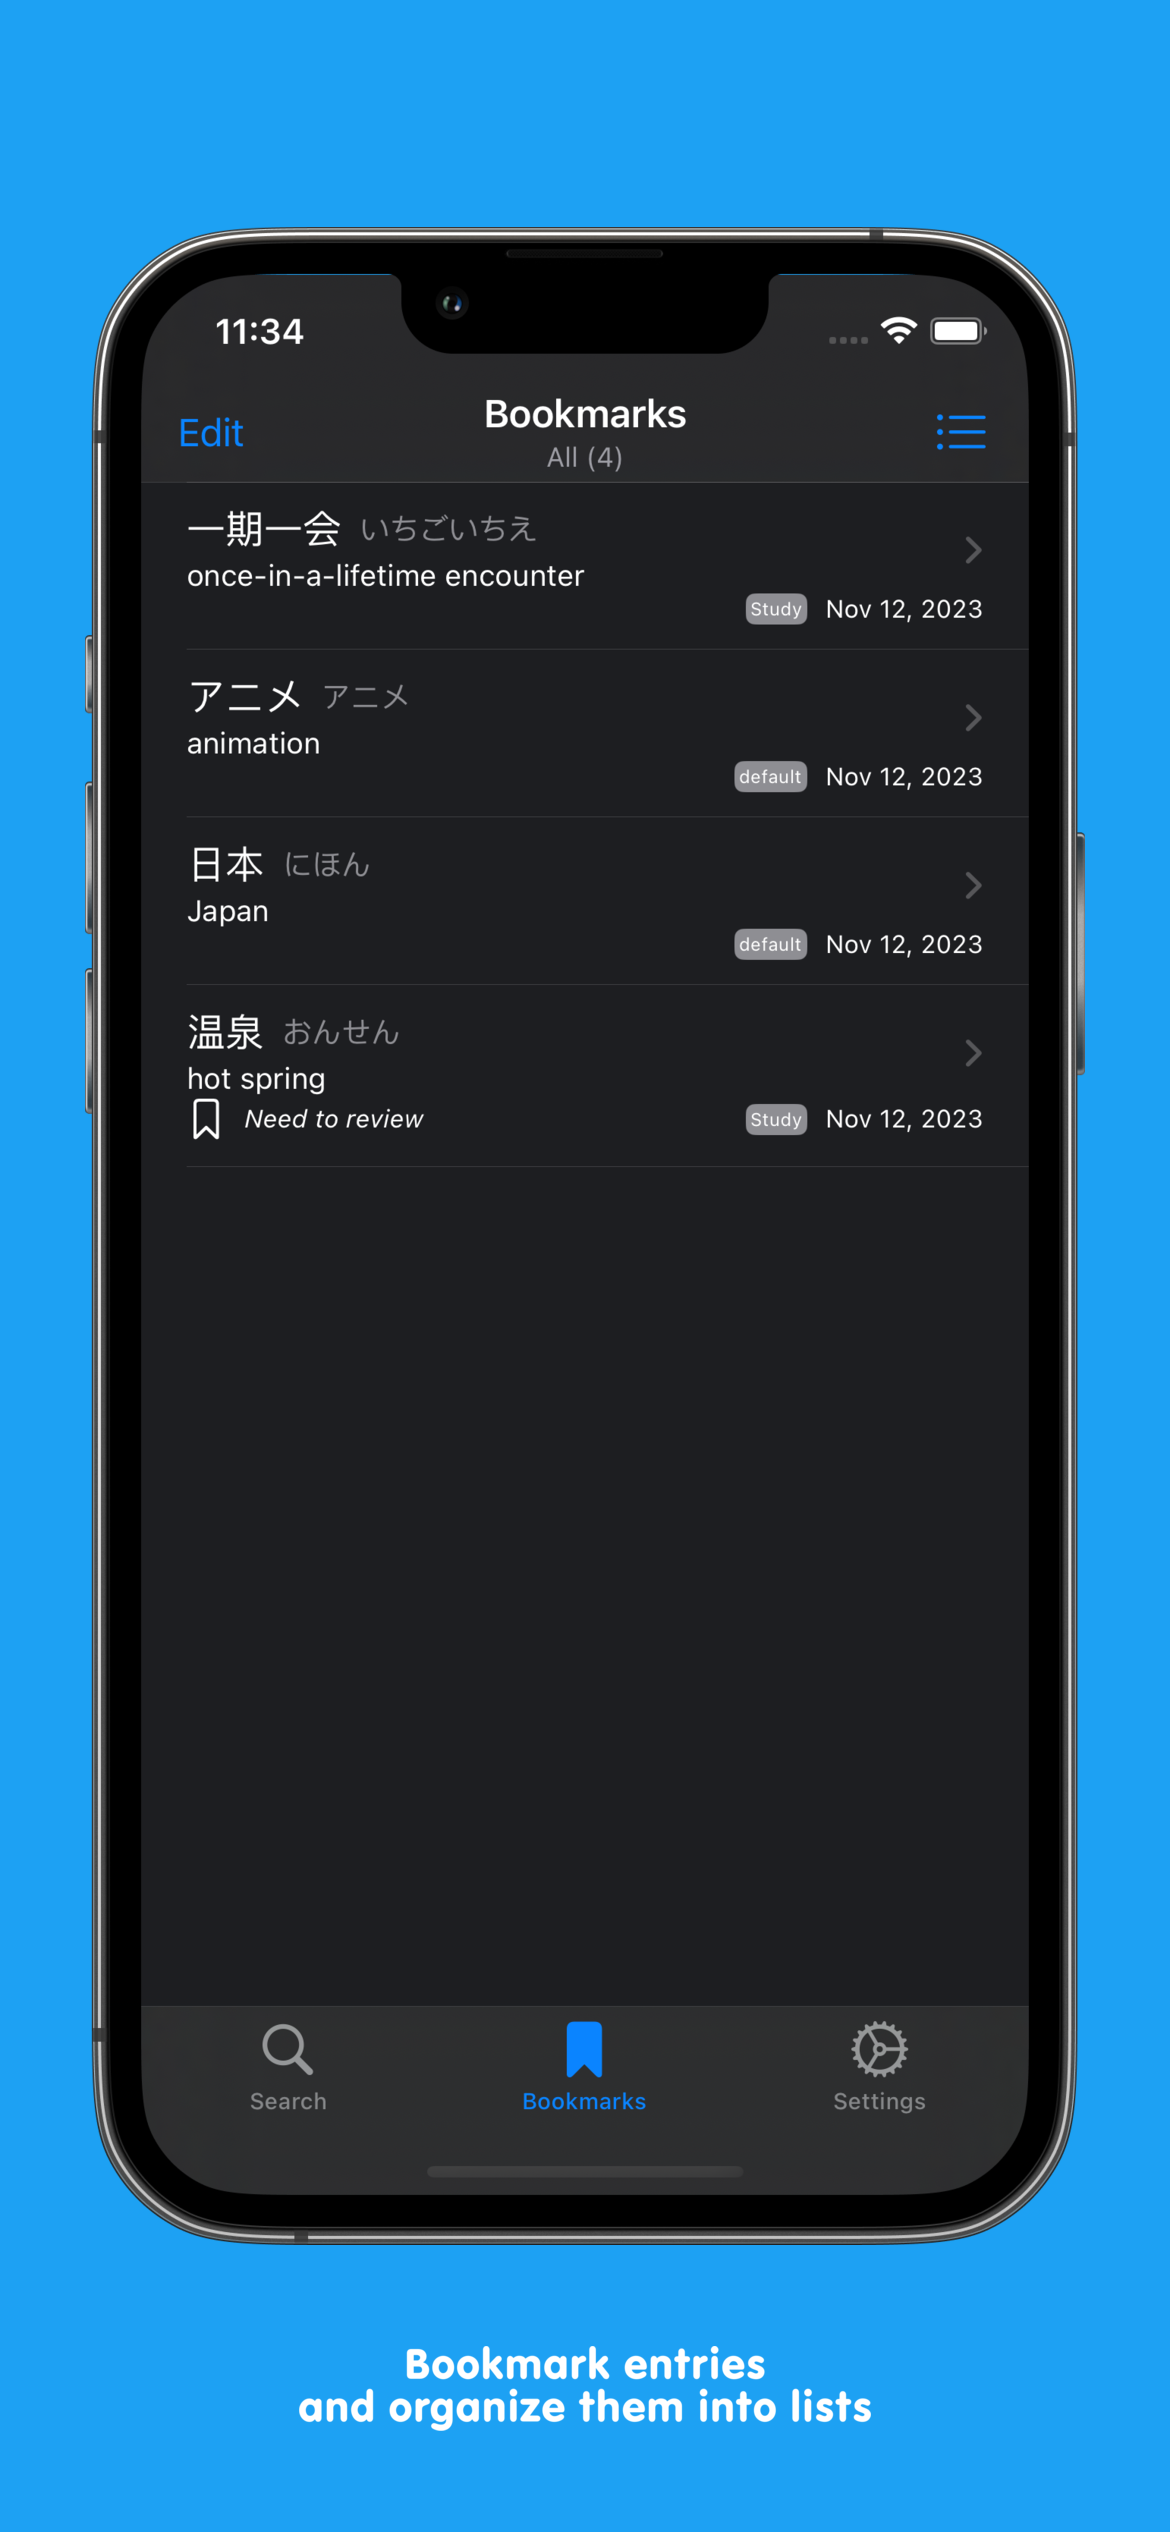 11:34
Edit
Bookmarks
All (4)
一期一会 いちごいちえ
once-in-a-lifetime encounter
Study Nov 12, 2023
アニメ アニメ
animation
default Nov 12, 2023
日本 にほん
Japan
default Nov 12, 2023
温泉 おんせん
hot spring
Need to review Study Nov 12, 2023
Search Bookmarks Settings
Bookmark entries
and organize them into lists